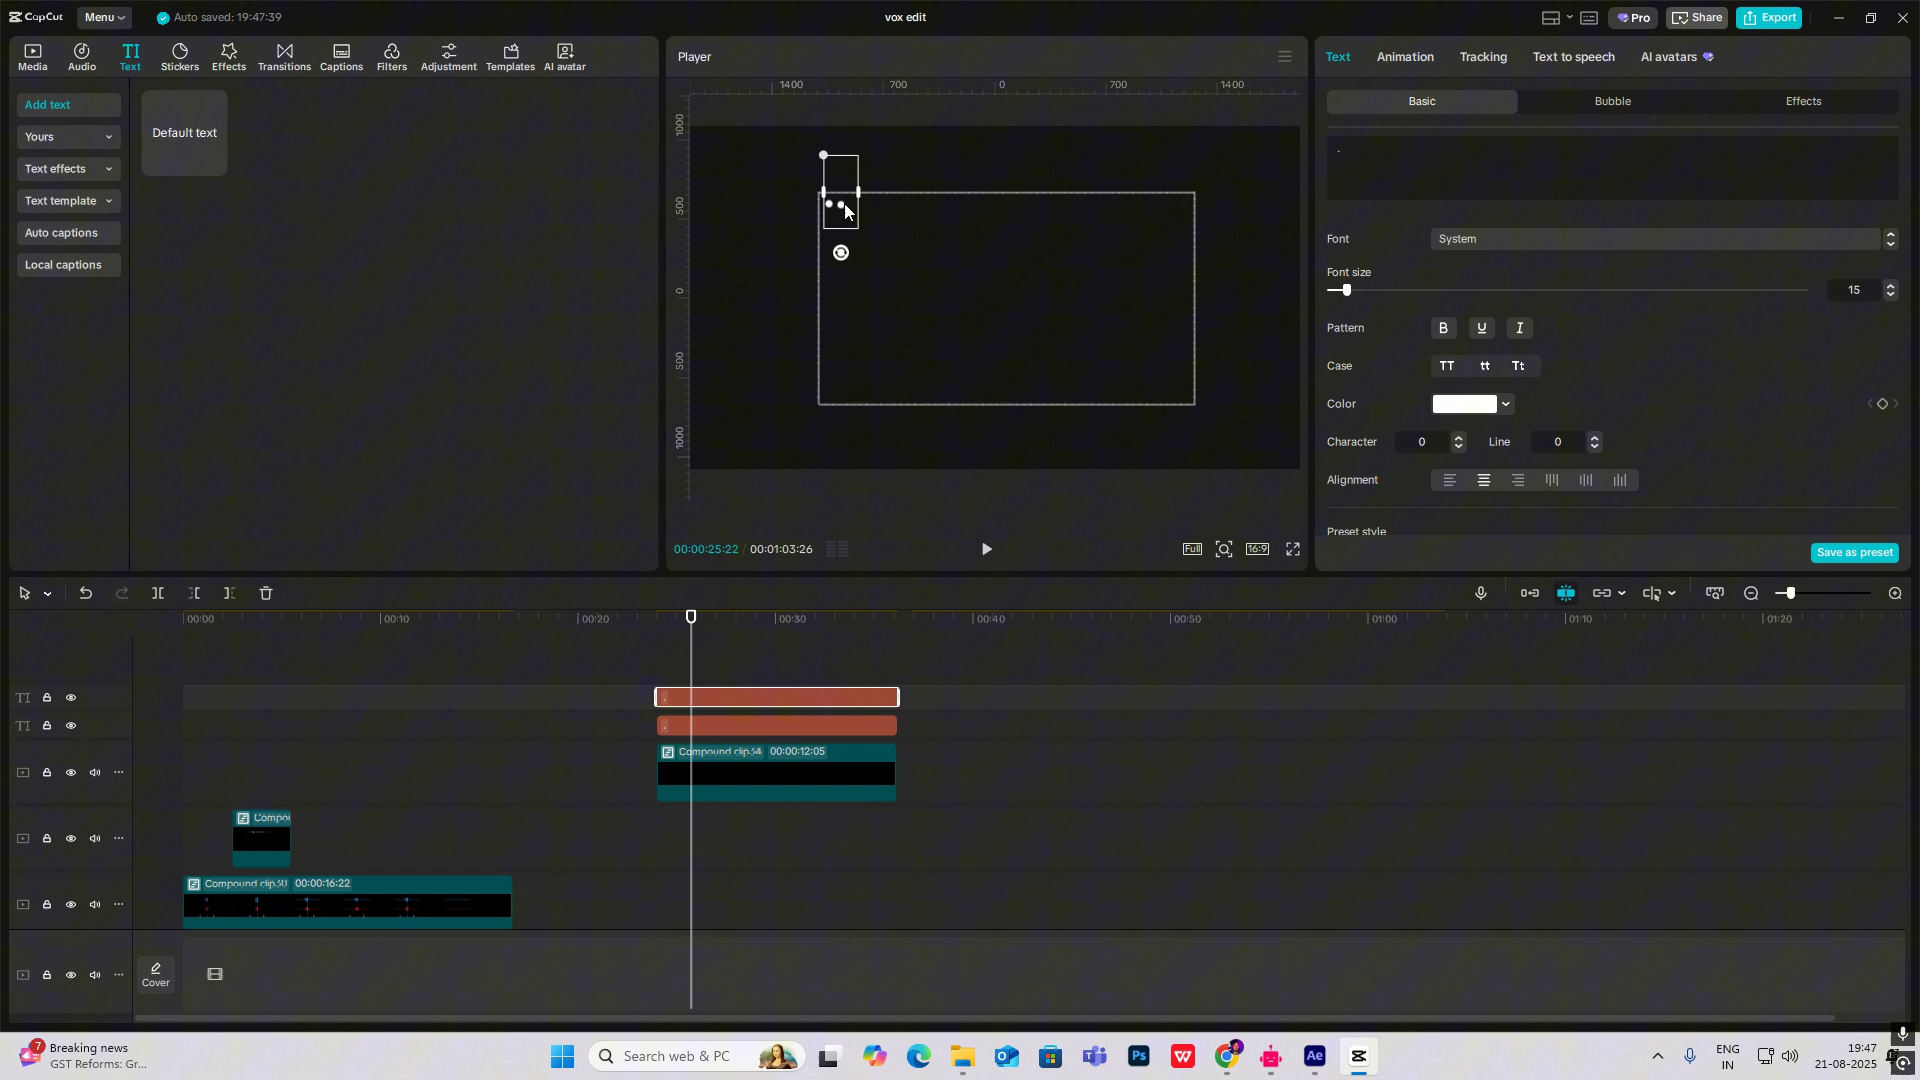 CapCut Menu Auto saved: 19:47:39 vox edit Pro Share Export
Media Audio Text Stickers Effects Transitions Captions Filters Adjustment Templates AI avatar
Add text
Yours
Text effects
Text template
Auto captions
Local captions
Default text
Player
1400 700 0 700 1400
1000
500
0
500
1000
00:00:25:22 / 00:01:03:26
Full 16:9
Text Animation Tracking Text to speech AI avatars
Basic Bubble Effects
.
Font System
Font size
15
Pattern B U I
Case TT tt Tt
Color
Character 0 Line 0
Alignment
Preset style
Save as preset
00:00 00:10 00:20 00:30 00:40 00:50 01:00 01:10 01:20
TI .
TI .
Compound clip34 00:00:12:05
Compou
Compound clip30 00:00:16:22
Cover
7 Breaking news
GST Reforms: Gr...
Search web & PC
Ps W Ae
ENG
IN
19:47
21-08-2025